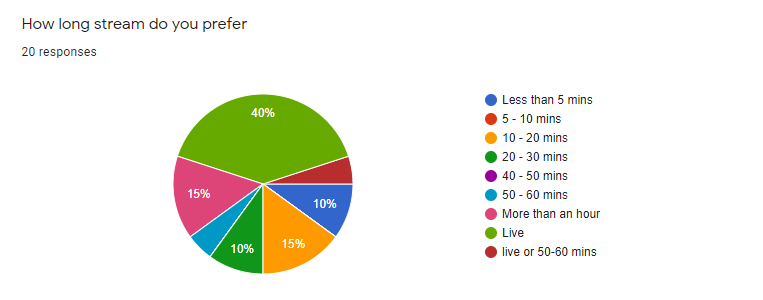 How long stream do you prefer
20 responses
40%
15%
10%
10%
15%
Less than 5 mins
5 - 10 mins
10 - 20 mins
20 - 30 mins
40 - 50 mins
50 - 60 mins
More than an hour
Live
live or 50-60 mins